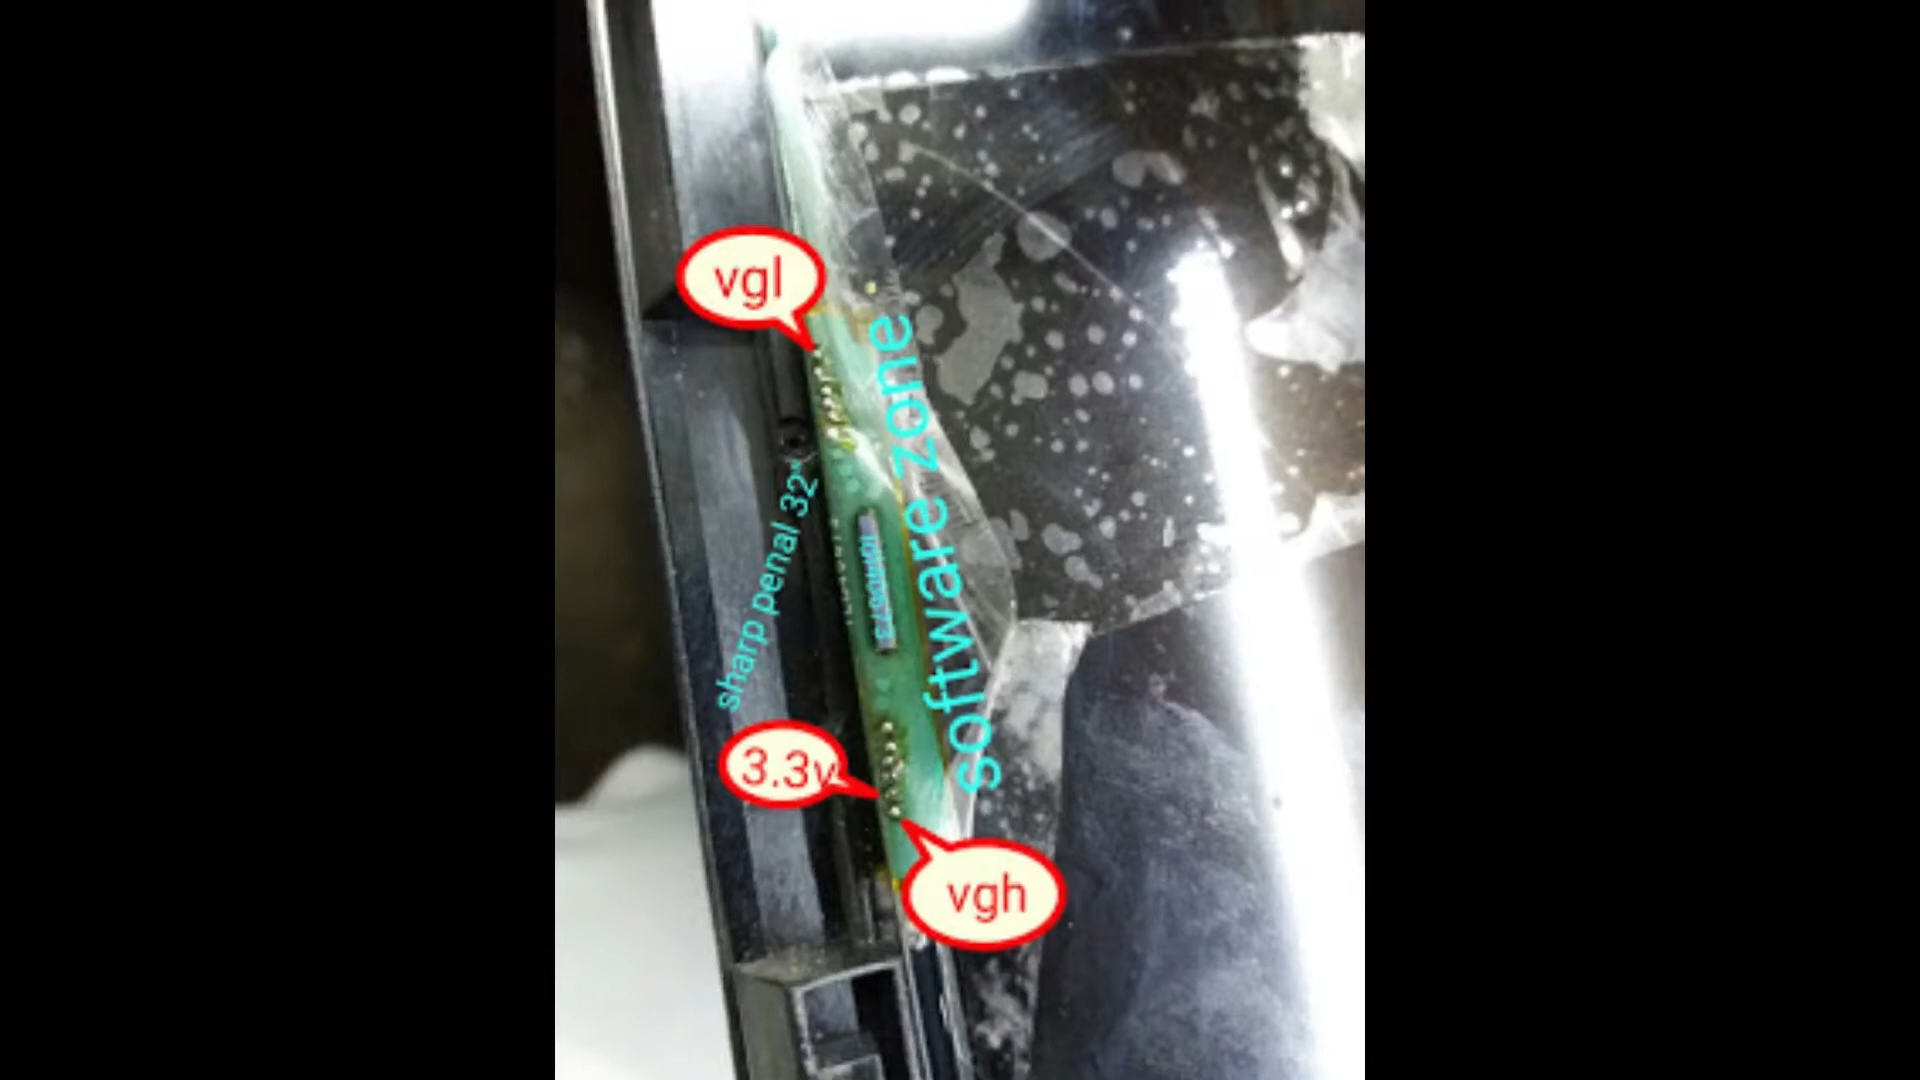 vgl
software zone
sharp penal 32"
3.3v
vgh